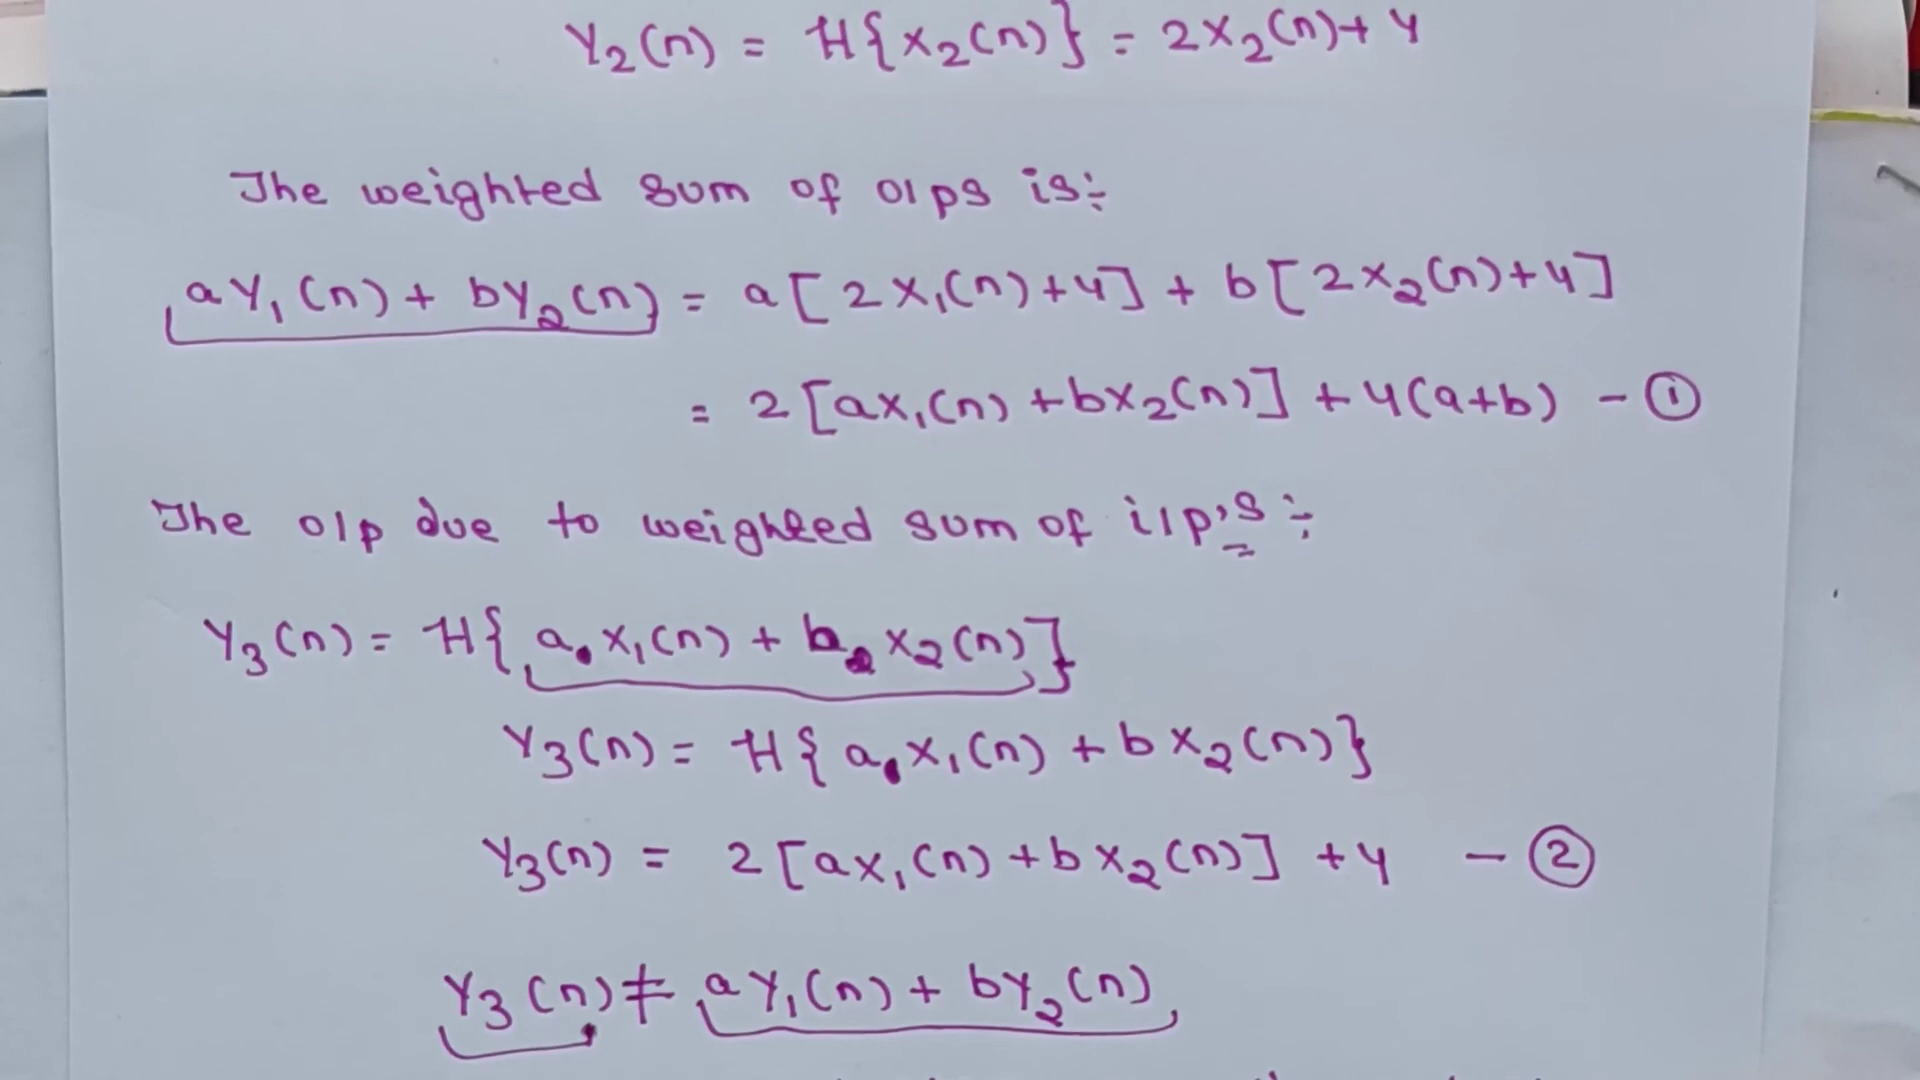 Y₂(n) = H{x₂(n)} = 2x₂(n)+4
The weighted sum of o/ps is÷
aY₁(n) + bY₂(n) = a[2x₁(n)+4] + b[2x₂(n)+4]
= 2[ax₁(n)+bx₂(n)] + 4(a+b) - ①
The o/p due to weighted sum of i/p's ÷
Y₃(n) = H{a x₁(n) + b x₂(n)}
Y₃(n) = H{a x₁(n) + b x₂(n)}
Y₃(n) = 2[ax₁(n)+bx₂(n)] + 4 - ②
Y₃(n) ≠ aY₁(n) + bY₂(n)